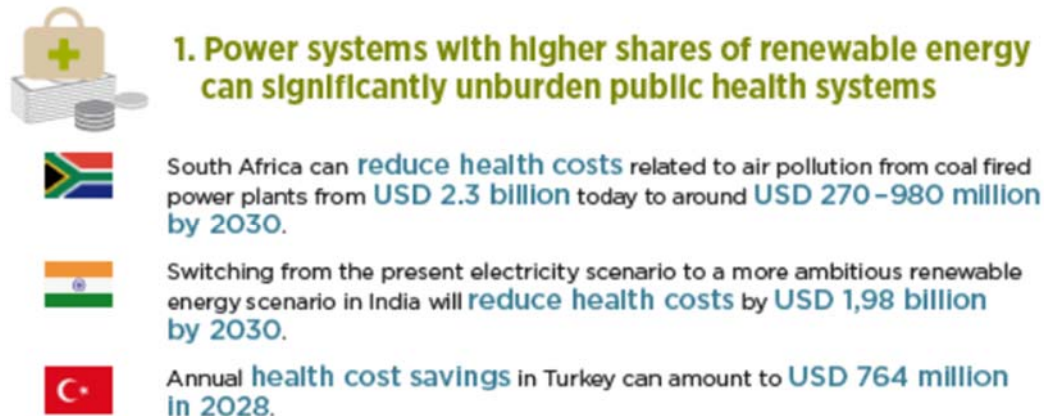 1. Power systems with higher shares of renewable energy
can significantly unburden public health systems
South Africa can reduce health costs related to air pollution from coal fired
power plants from USD 2.3 billion today to around USD 270–980 million
by 2030.
Switching from the present electricity scenario to a more ambitious renewable
energy scenario in India will reduce health costs by USD 1,98 billion
by 2030.
Annual health cost savings in Turkey can amount to USD 764 million
in 2028.